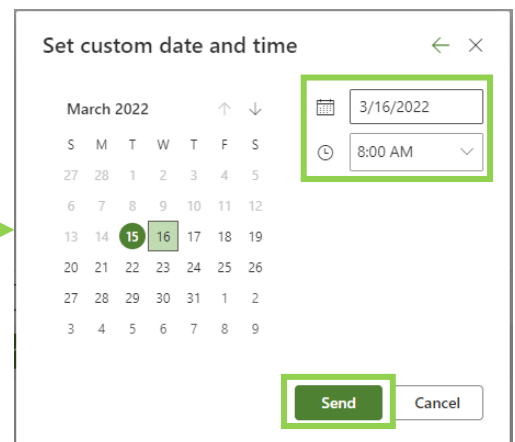 Set custom date and time
March 2022
S M T W T F S
27 28 1 2 3 4 5
6 7 8 9 10 11 12
13 14 15 16 17 18 19
20 21 22 23 24 25 26
27 28 29 30 31 1 2
3 4 5 6 7 8 9
3/16/2022
8:00 AM
Send Cancel